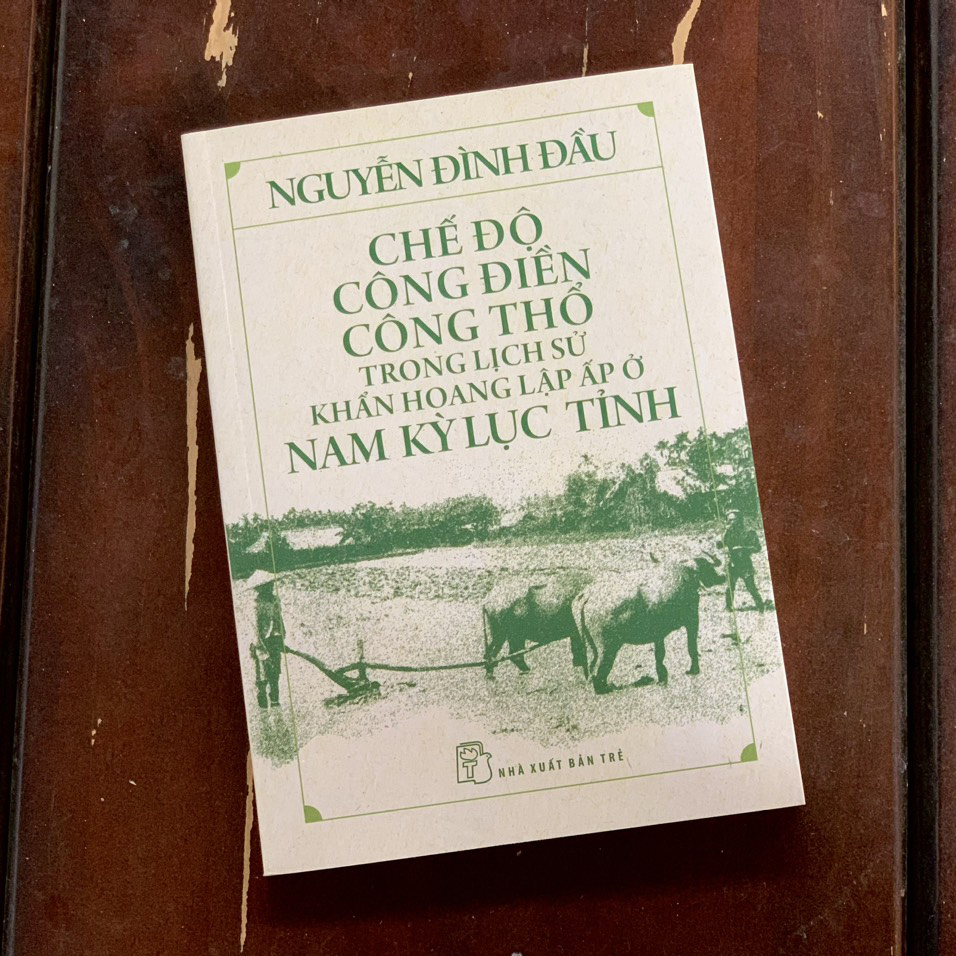 NGUYỄN ĐÌNH ĐẦU
CHẾ ĐỘ
CÔNG ĐIỀN
CÔNG THỔ
TRONG LỊCH SỬ
KHẨN HOANG LẬP ẤP Ở
NAM KỲ LỤC TỈNH
NHÀ XUẤT BẢN TRẺ